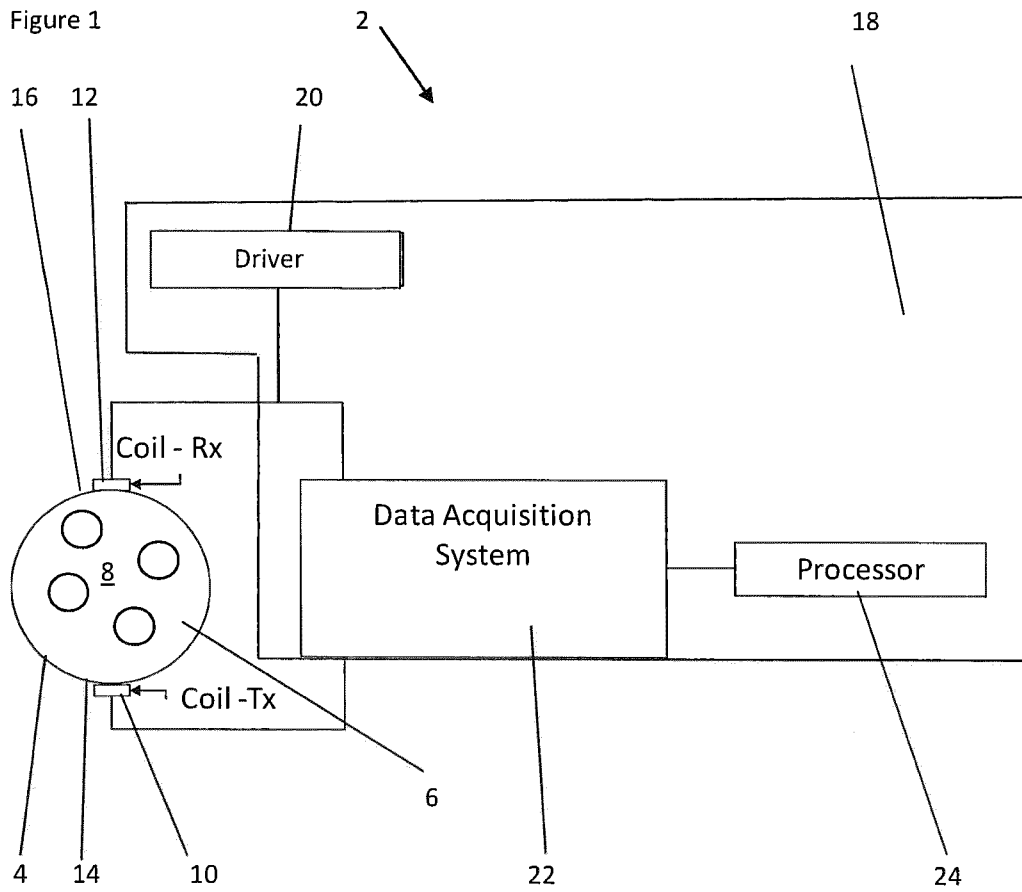 Figure 1
2
18
16
12
20
Driver
Coil - Rx
8
Data Acquisition
System
Processor
Coil -Tx
6
4
14
10
22
24